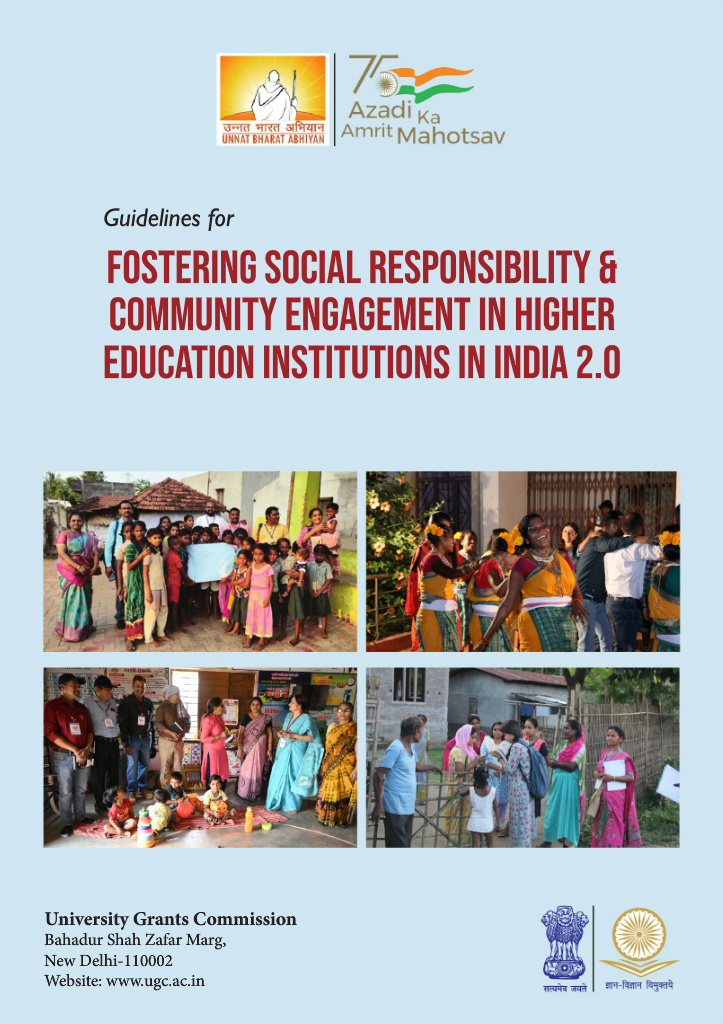 उन्नत भारत अभियान
UNNAT BHARAT ABHIYAN
75
Azadi Ka
Amrit Mahotsav
Guidelines for
FOSTERING SOCIAL RESPONSIBILITY &
COMMUNITY ENGAGEMENT IN HIGHER
EDUCATION INSTITUTIONS IN INDIA 2.0
University Grants Commission
Bahadur Shah Zafar Marg,
New Delhi-110002
Website: www.ugc.ac.in
सत्यमेव जयते
ज्ञान-विज्ञान विमुक्तये